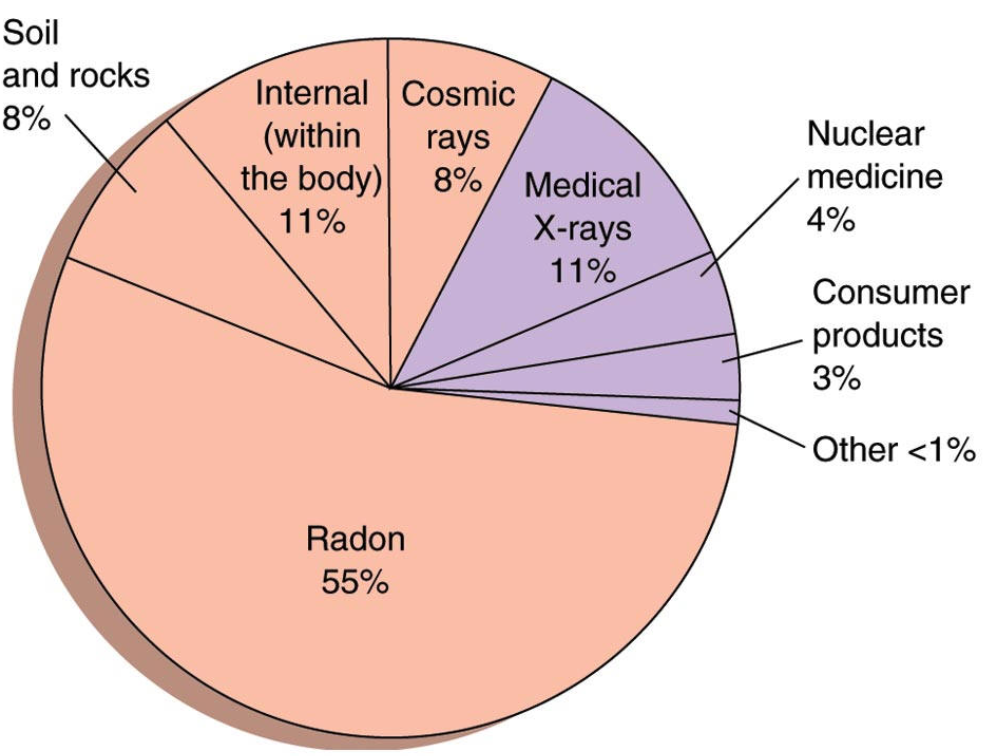 Soil
and rocks
8%
Internal
(within
the body)
11%
Cosmic
rays
8%
Medical
X-rays
11%
Nuclear
medicine
4%
Consumer
products
3%
Other <1%
Radon
55%